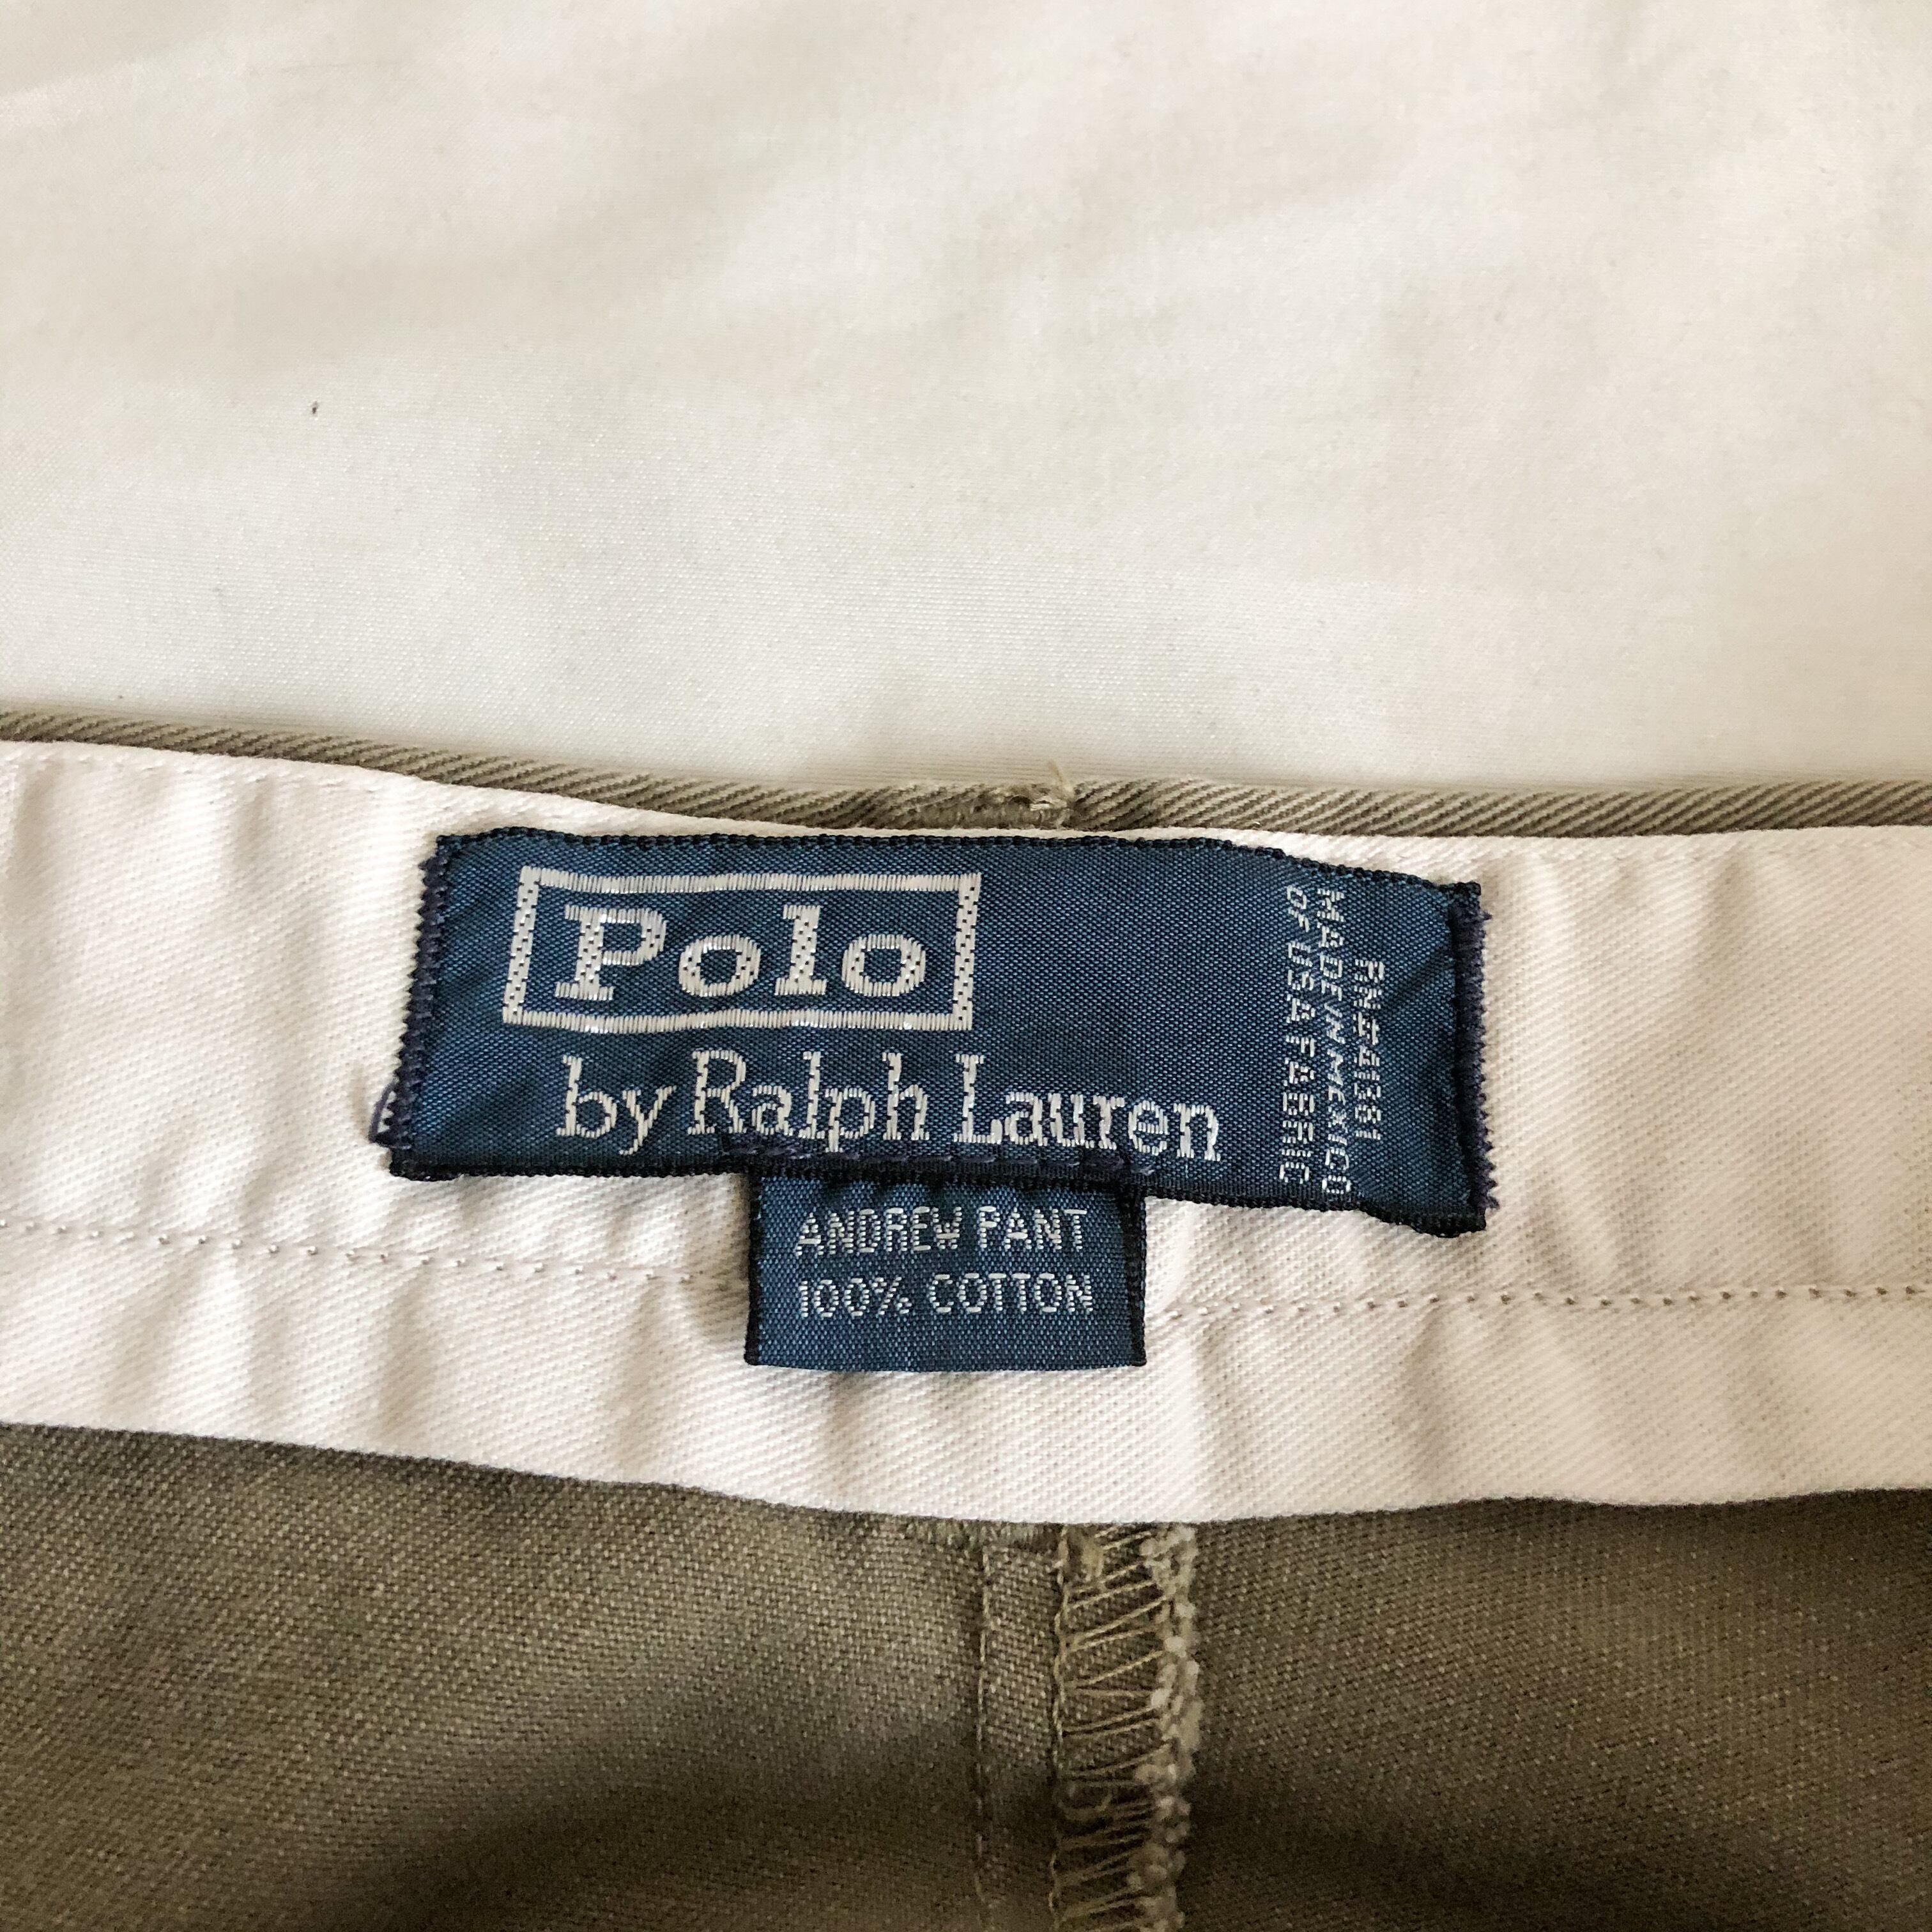 Polo
by Ralph Lauren
RN#41381
MADE IN MEXICO
OF USA FABRIC
ANDREW PANT
100% COTTON